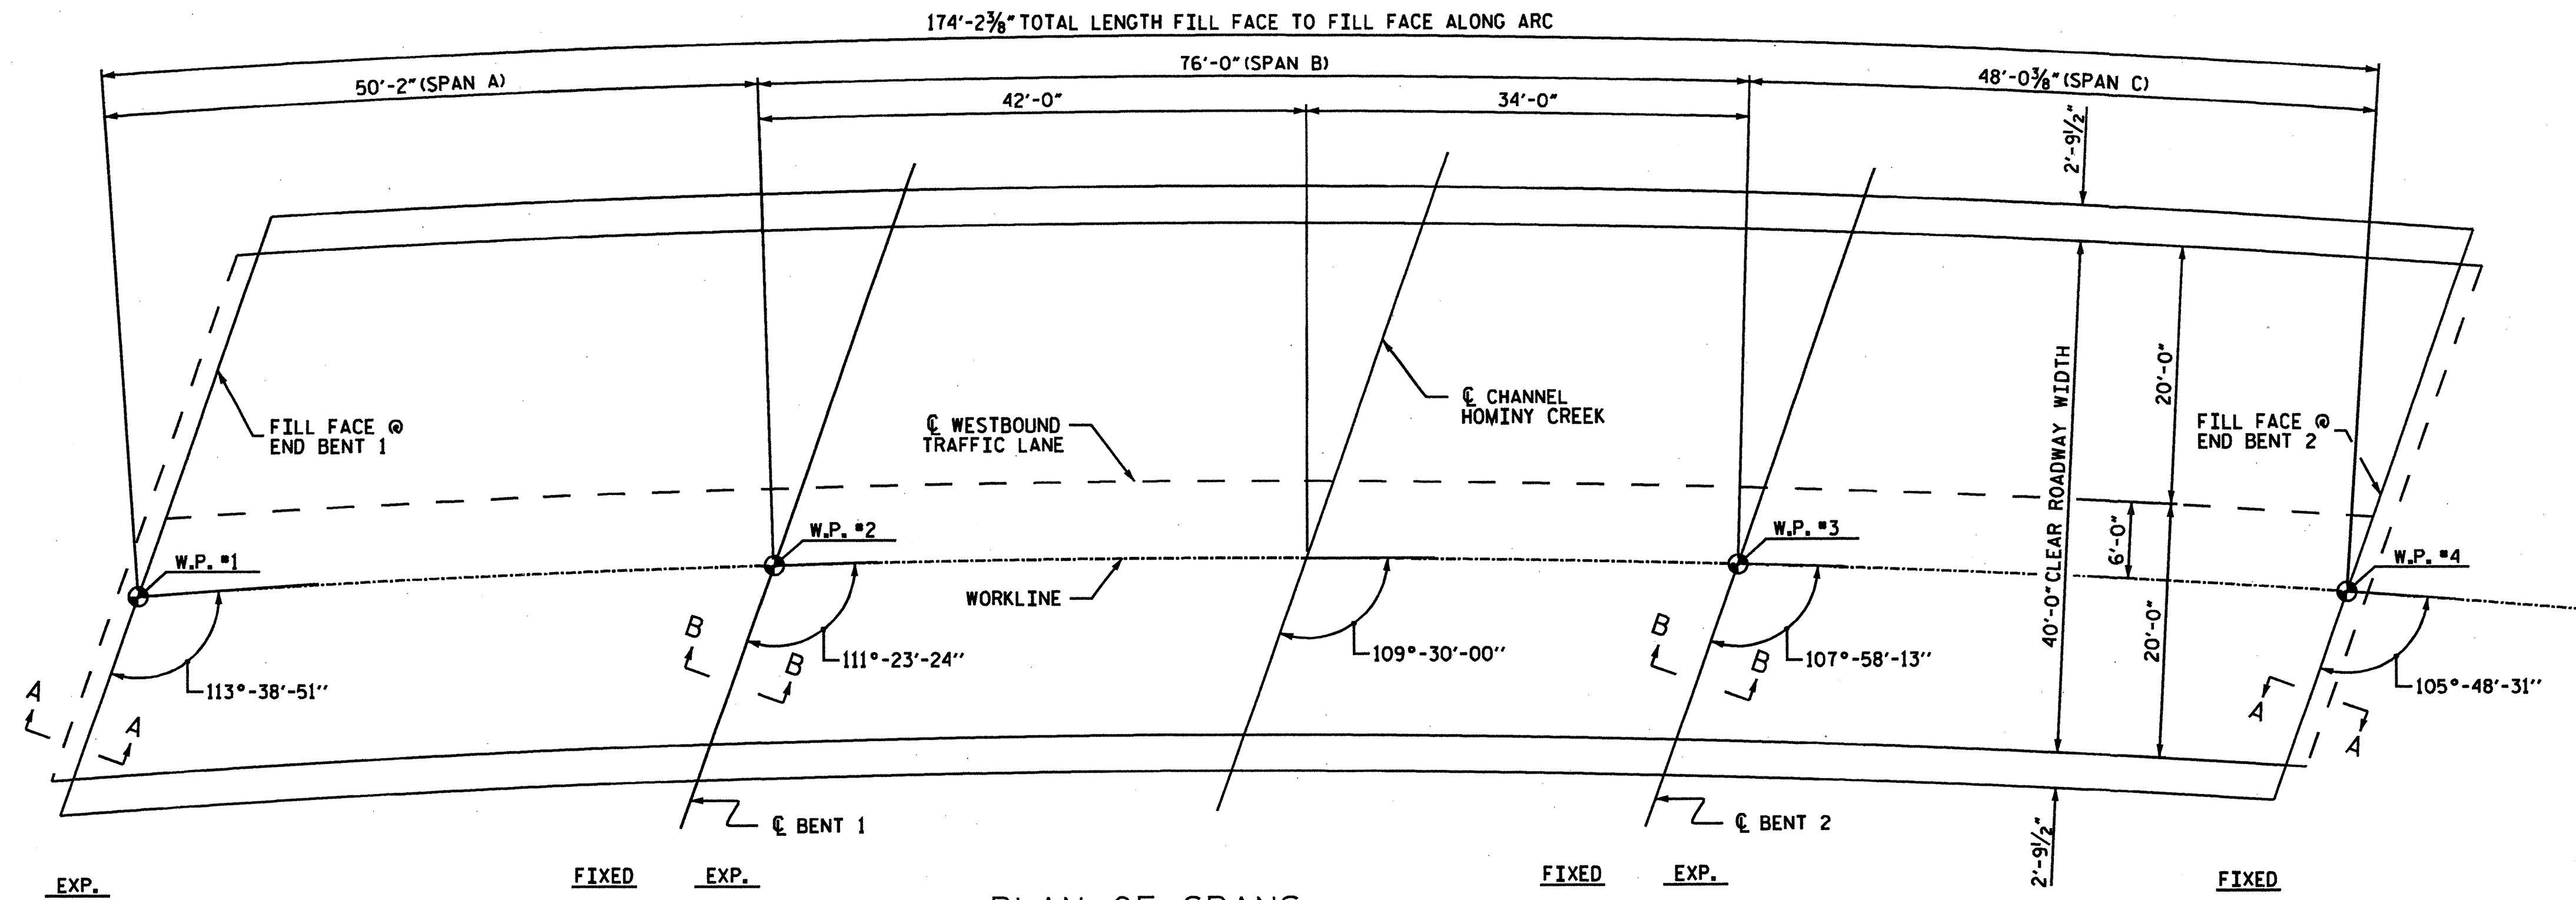 174'-2⅜" TOTAL LENGTH FILL FACE TO FILL FACE ALONG ARC
50'-2" (SPAN A)
76'-0" (SPAN B)
48'-0⅜" (SPAN C)
42'-0"
34'-0"
2'-9½"
FILL FACE @
END BENT 1
℄ WESTBOUND
TRAFFIC LANE
℄ CHANNEL
HOMINY CREEK
40'-0" CLEAR ROADWAY WIDTH
20'-0"
FILL FACE @
END BENT 2
W.P. #1
W.P. #2
W.P. #3
6'-0"
W.P. #4
WORKLINE
20'-0"
113°-38'-51"
B
B
111°-23'-24"
109°-30'-00"
B
B
107°-58'-13"
105°-48'-31"
A
A
A
A
℄ BENT 1
℄ BENT 2
2'-9½"
EXP.
FIXED
EXP.
FIXED
EXP.
FIXED
PLAN OF SPANS